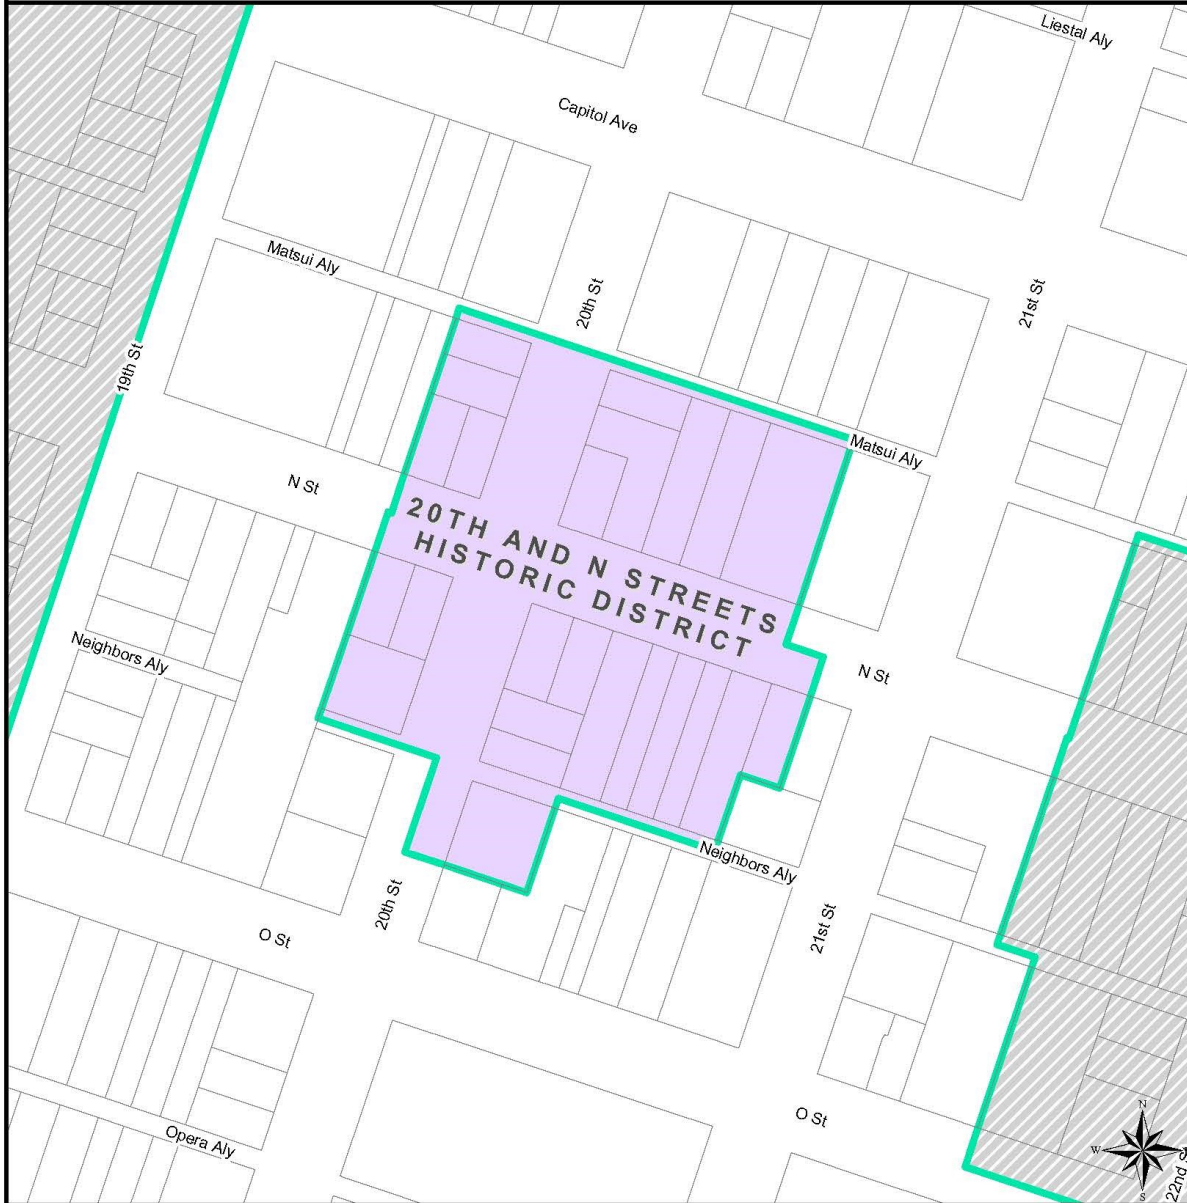 Liestal Aly
Capitol Ave
Matsui Aly
20th St
21st St
19th St
Matsui Aly
N St
20TH AND N STREETS
HISTORIC DISTRICT
Neighbors Aly
N St
Neighbors Aly
20th St
21st St
O St
O St
Opera Aly
N
W
S
22nd S